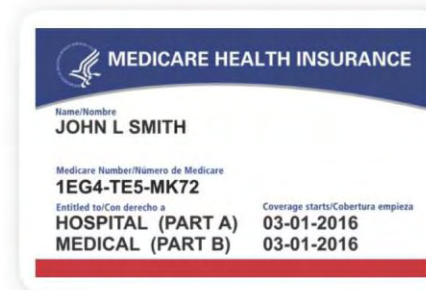 MEDICARE HEALTH INSURANCE
Name/Nombre
JOHN L SMITH
Medicare Number/Número de Medicare
1EG4-TE5-MK72
Entitled to/Con derecho a
Coverage starts/Cobertura empieza
HOSPITAL (PART A) 03-01-2016
MEDICAL (PART B) 03-01-2016